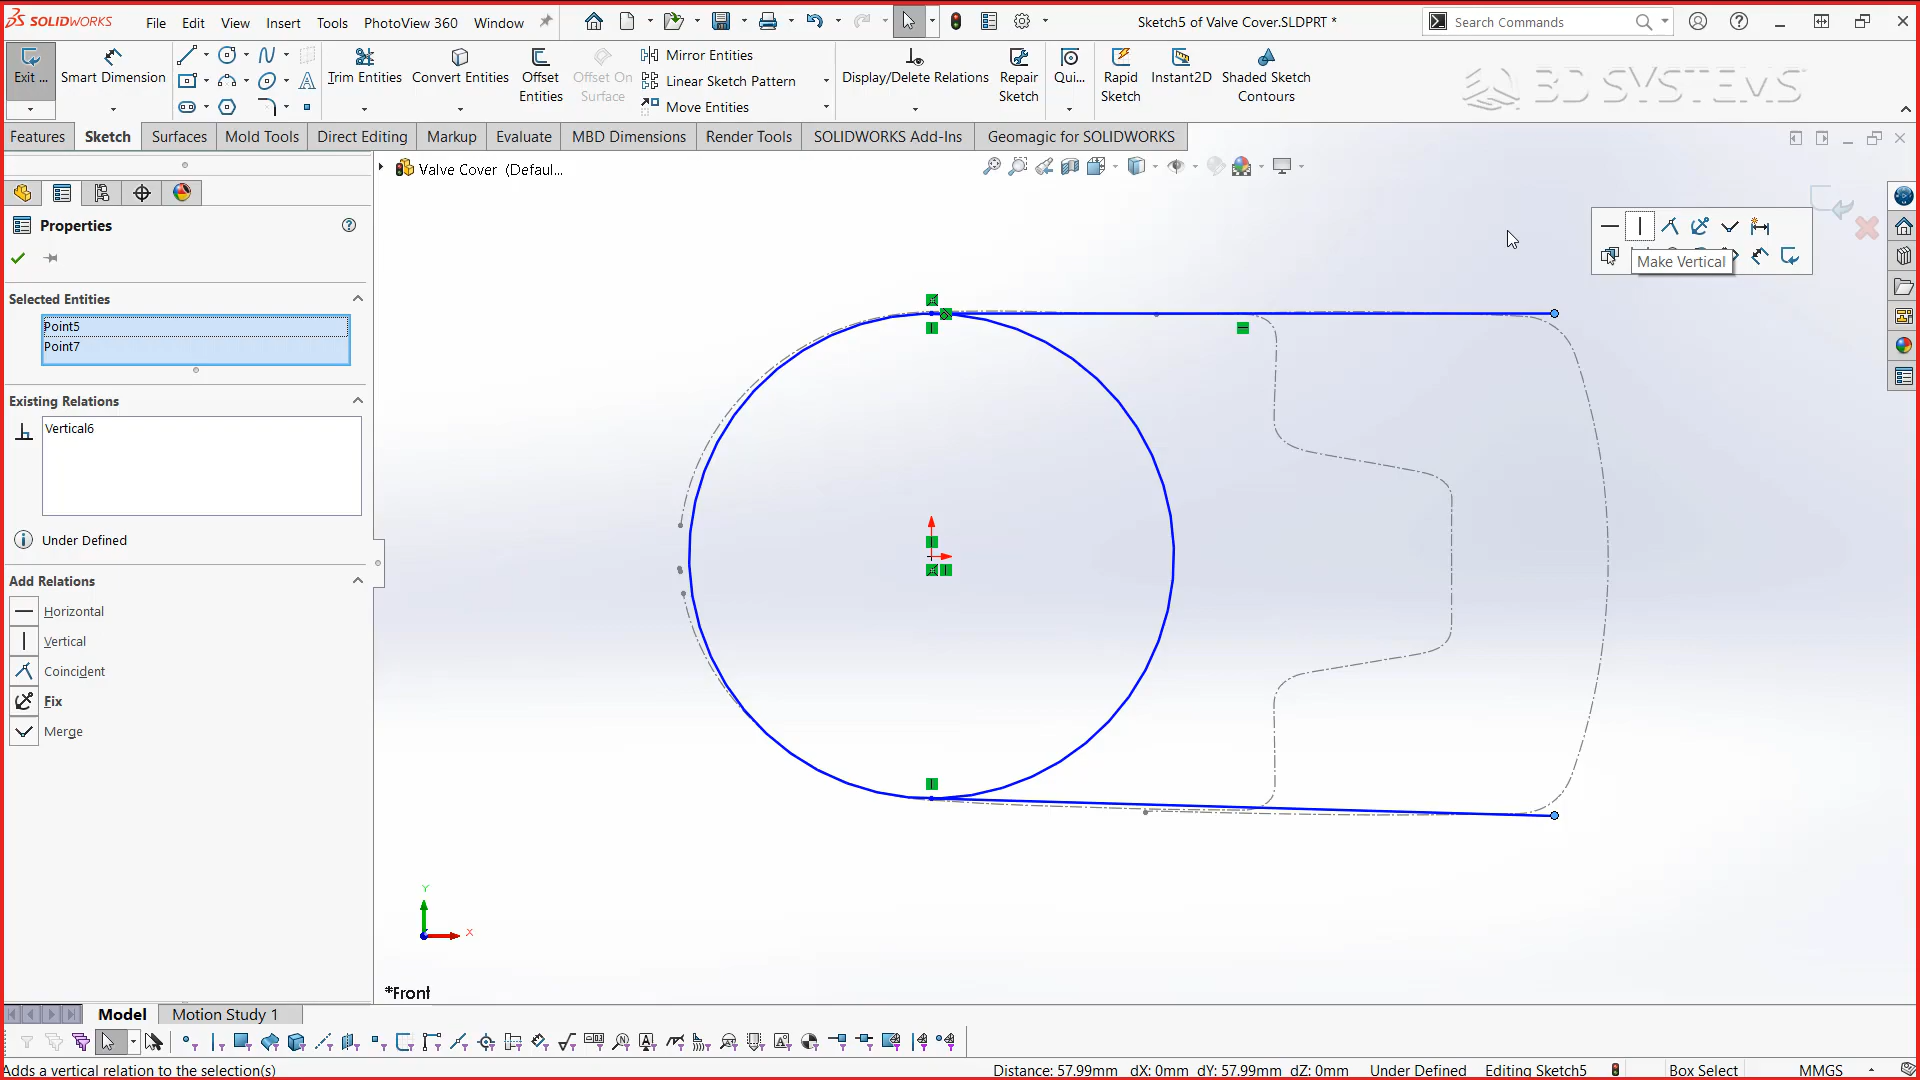 SOLIDWORKS File Edit View Insert Tools PhotoView 360 Window Sketch5 of Valve Cover.SLDPRT * Search Commands
Exit ... Smart Dimension Trim Entities Convert Entities Offset Entities Offset On Surface Mirror Entities Linear Sketch Pattern Move Entities Display/Delete Relations Repair Sketch Qui... Rapid Sketch Instant2D Shaded Sketch Contours
3D SYSTEMS
Features Sketch Surfaces Mold Tools Direct Editing Markup Evaluate MBD Dimensions Render Tools SOLIDWORKS Add-Ins Geomagic for SOLIDWORKS
Valve Cover (Defaul...
Properties
Make Vertical
Selected Entities
Point5
Point7
Existing Relations
Vertical6
Under Defined
Add Relations
Horizontal
Vertical
Coincident
Fix
Merge
Y
X
*Front
Model Motion Study 1
Adds a vertical relation to the selection(s) Distance: 57.99mm dX: 0mm dY: 57.99mm dZ: 0mm Under Defined Editing Sketch5 Box Select MMGS